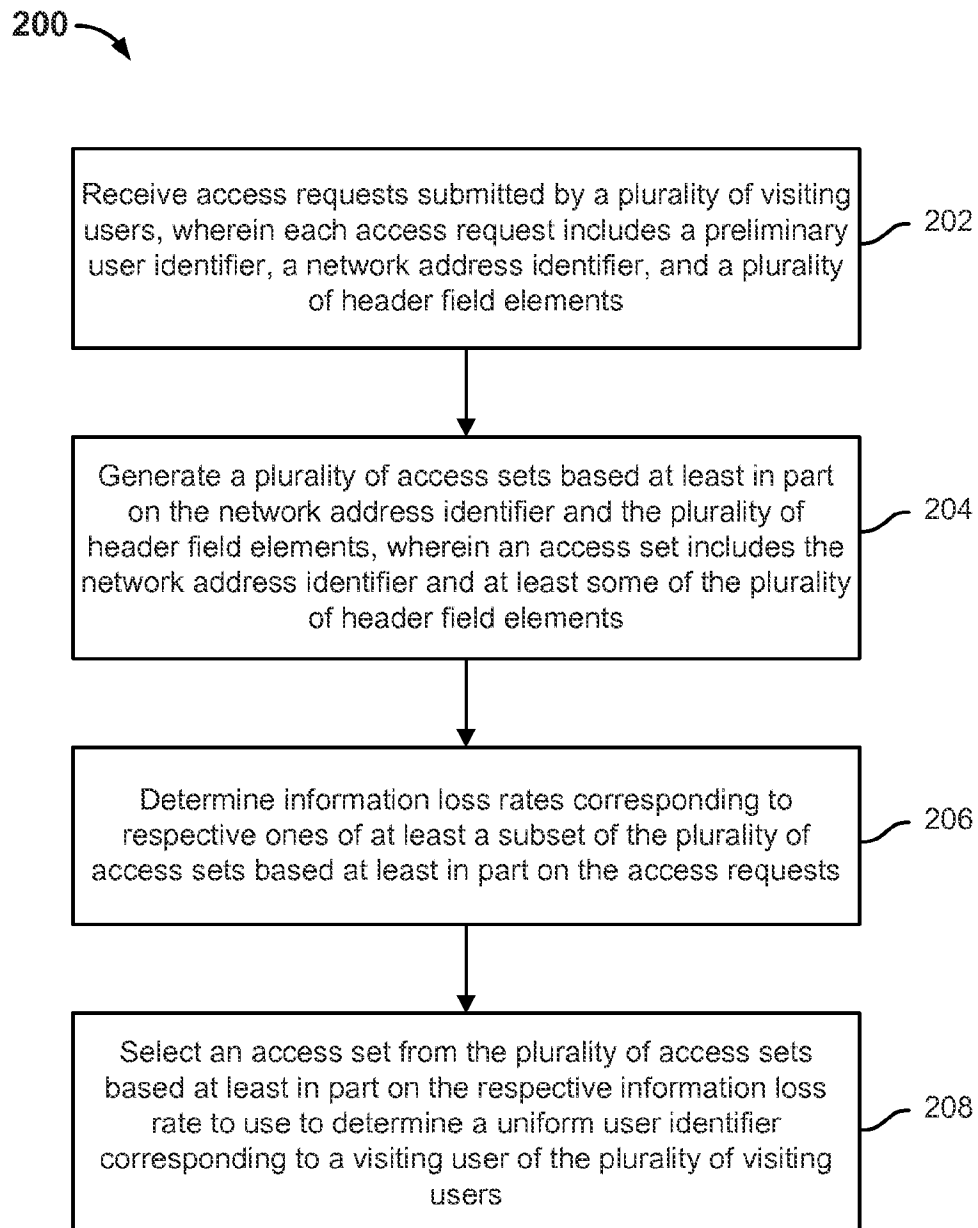 200
Receive access requests submitted by a plurality of visiting
users, wherein each access request includes a preliminary
user identifier, a network address identifier, and a plurality
of header field elements
202
Generate a plurality of access sets based at least in part
on the network address identifier and the plurality of
header field elements, wherein an access set includes the
network address identifier and at least some of the plurality
of header field elements
204
Determine information loss rates corresponding to
respective ones of at least a subset of the plurality of
access sets based at least in part on the access requests
206
Select an access set from the plurality of access sets
based at least in part on the respective information loss
rate to use to determine a uniform user identifier
corresponding to a visiting user of the plurality of visiting
users
208